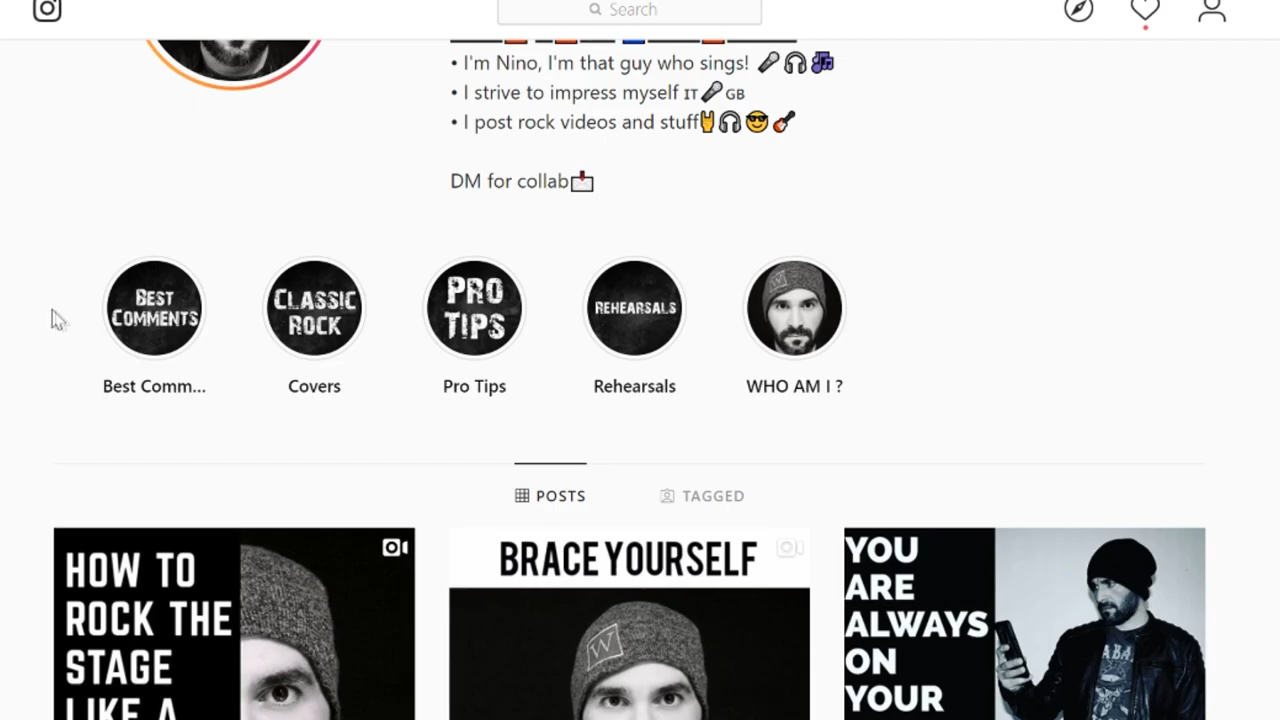 Search
• I'm Nino, I'm that guy who sings! 🎤🎧🎶
• I strive to impress myself IT🎤GB
• I post rock videos and stuff🤘🎧😎🎸
DM for collab📩
BEST COMMENTS
CLASSIC ROCK
PRO TIPS
REHEARSALS
Best Comm...
Covers
Pro Tips
Rehearsals
WHO AM I ?
POSTS
TAGGED
HOW TO
ROCK THE
STAGE
LIKE A
BRACE YOURSELF
W
YOU
ARE
ALWAYS
ON
YOUR